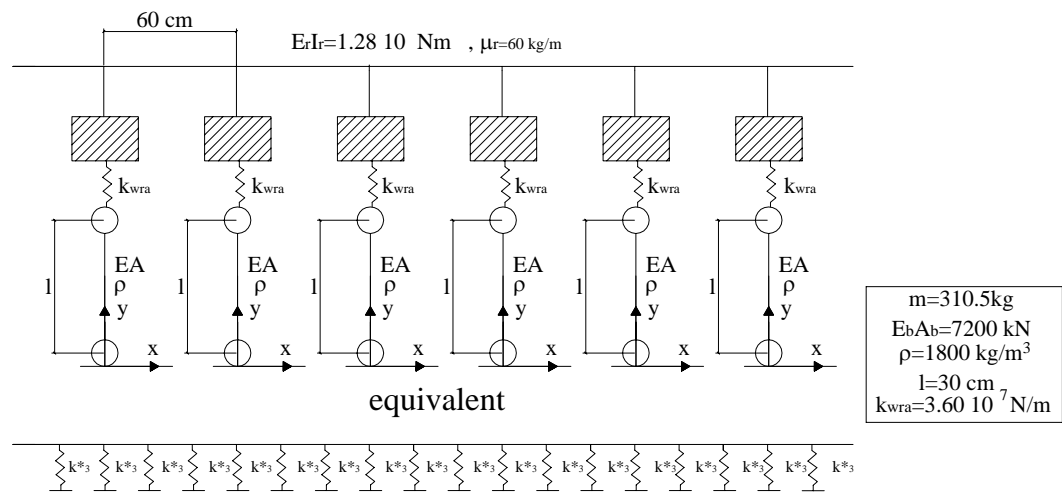 60 cm
ErIr=1.28 10 Nm , μr=60 kg/m
kwra kwra kwra kwra kwra kwra
EA EA EA EA EA EA
l ρ l ρ l ρ l ρ l ρ l ρ
y y y y y y
x x x x x x
equivalent
m=310.5kg
EbAb=7200 kN
ρ=1800 kg/m³
l=30 cm
kwra=3.60 10 ⁷ N/m
k*₃ k*₃ k*₃ k*₃ k*₃ k*₃ k*₃ k*₃ k*₃ k*₃ k*₃ k*₃ k*₃ k*₃ k*₃ k*₃ k*₃ k*₃